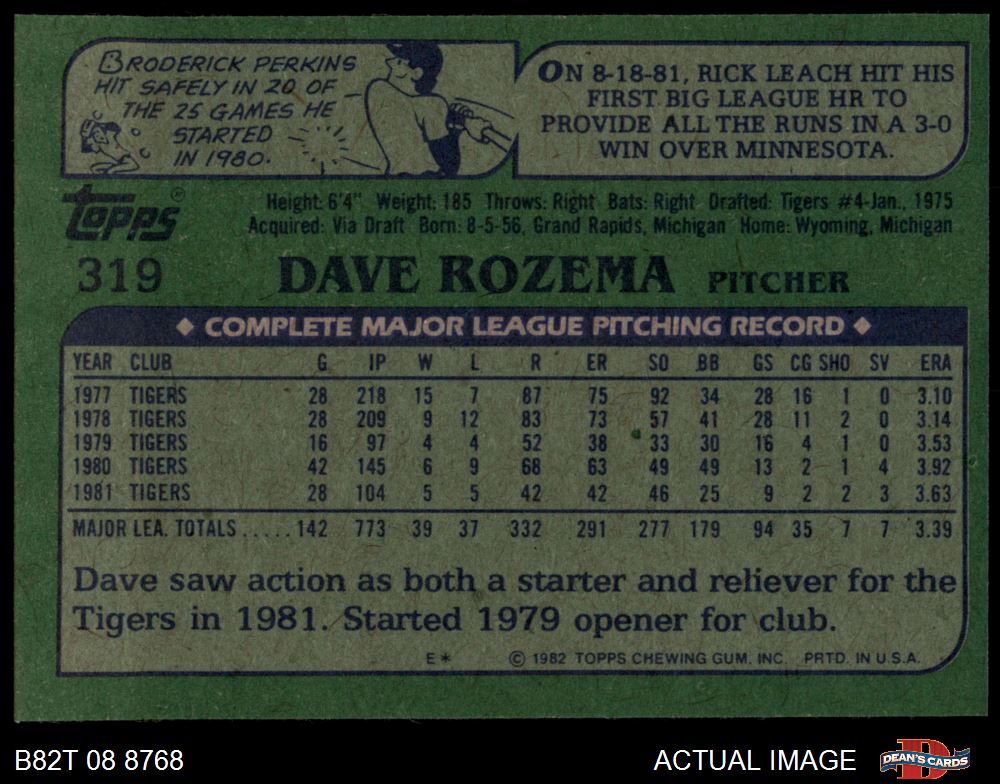 BRODERICK PERKINS
HIT SAFELY IN 20 OF
THE 25 GAMES HE
STARTED
IN 1980.
ON 8-18-81, RICK LEACH HIT HIS
FIRST BIG LEAGUE HR TO
PROVIDE ALL THE RUNS IN A 3-0
WIN OVER MINNESOTA.
TOPPS®
Height: 6'4" Weight: 185 Throws: Right Bats: Right Drafted: Tigers #4-Jan., 1975
Acquired: Via Draft Born: 8-5-56, Grand Rapids, Michigan Home: Wyoming, Michigan
319 DAVE ROZEMA PITCHER
◆ COMPLETE MAJOR LEAGUE PITCHING RECORD ◆
YEAR CLUB G IP W L R ER SO BB GS CG SHO SV ERA
1977 TIGERS 28 218 15 7 87 75 92 34 28 16 1 0 3.10
1978 TIGERS 28 209 9 12 83 73 57 41 28 11 2 0 3.14
1979 TIGERS 16 97 4 4 52 38 33 30 16 4 1 0 3.53
1980 TIGERS 42 145 6 9 68 63 49 49 13 2 1 4 3.92
1981 TIGERS 28 104 5 5 42 42 46 25 9 2 2 3 3.63
MAJOR LEA. TOTALS.....142 773 39 37 332 291 277 179 94 35 7 7 3.39
Dave saw action as both a starter and reliever for the
Tigers in 1981. Started 1979 opener for club.
E* © 1982 TOPPS CHEWING GUM, INC. PRTD. IN U.S.A.
B82T 08 8768 ACTUAL IMAGE DEAN'S CARDS